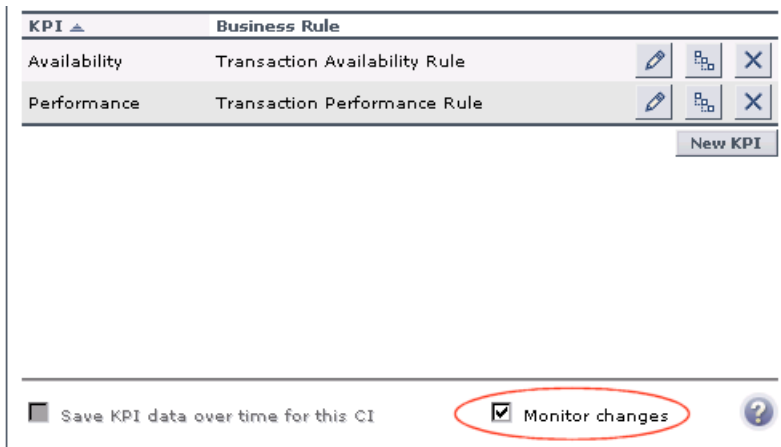 KPI Business Rule
Availability Transaction Availability Rule
Performance Transaction Performance Rule
New KPI
Save KPI data over time for this CI Monitor changes ?